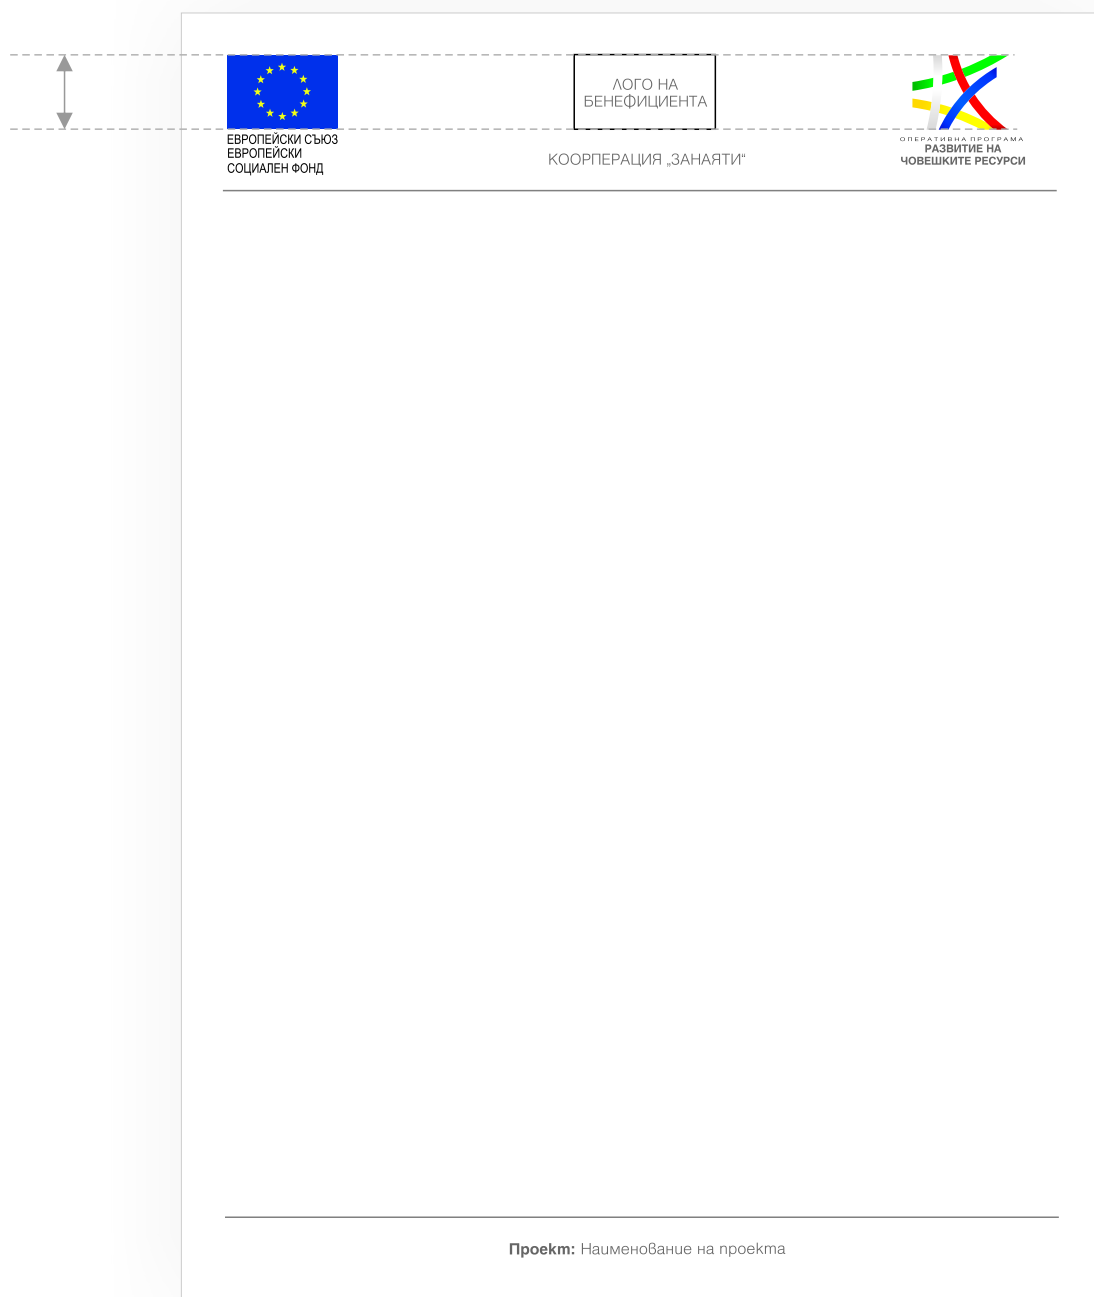 ЕВРОПЕЙСКИ СЪЮЗ
ЕВРОПЕЙСКИ
СОЦИАЛЕН ФОНД
ЛОГО НА
БЕНЕФИЦИЕНТА
КООРПЕРАЦИЯ „ЗАНАЯТИ“
ОПЕРАТИВНА ПРОГРАМА
РАЗВИТИЕ НА
ЧОВЕШКИТЕ РЕСУРСИ
Проект: Наименование на проекта